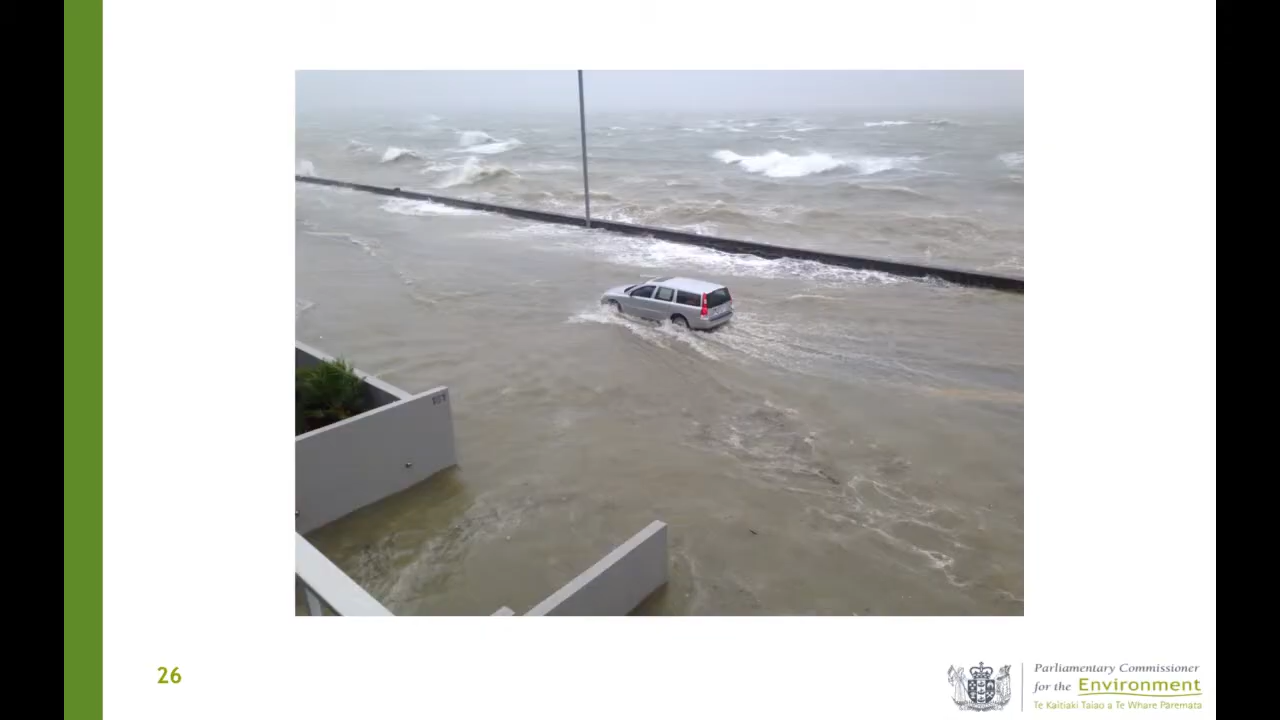 26
Parliamentary Commissioner
for the Environment
Te Kaitiaki Taiao a Te Whare Pāremata